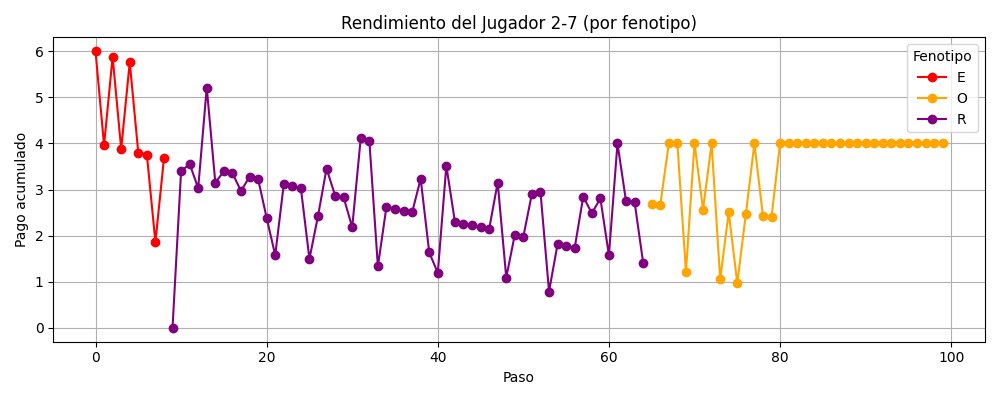 Rendimiento del Jugador 2-7 (por fenotipo)
Pago acumulado
6
5
4
3
2
1
0
0
20
40
60
80
100
Paso
Fenotipo
E
O
R